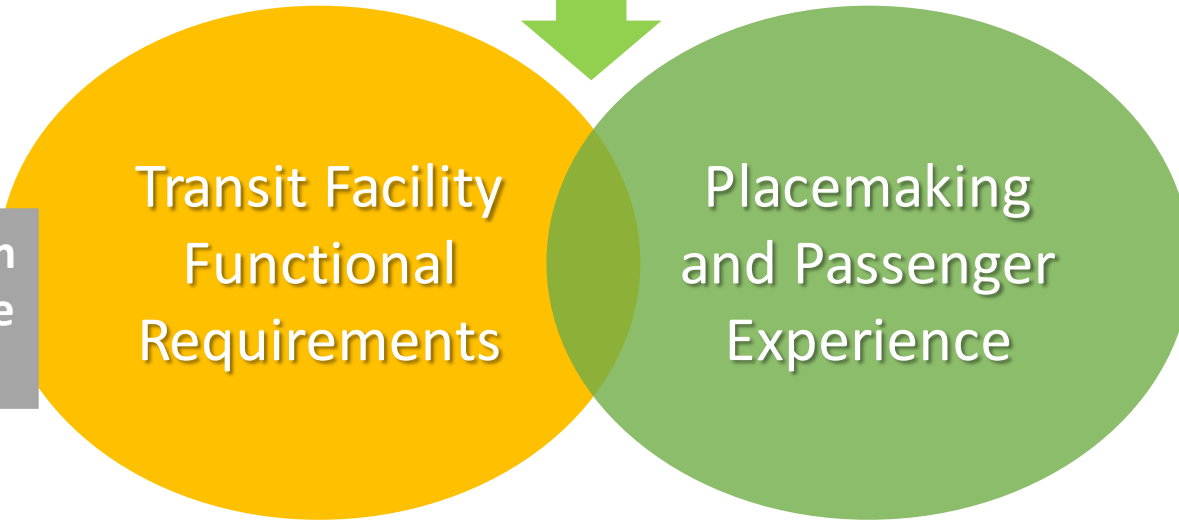 Transit Facility
Functional
Requirements
Placemaking
and Passenger
Experience